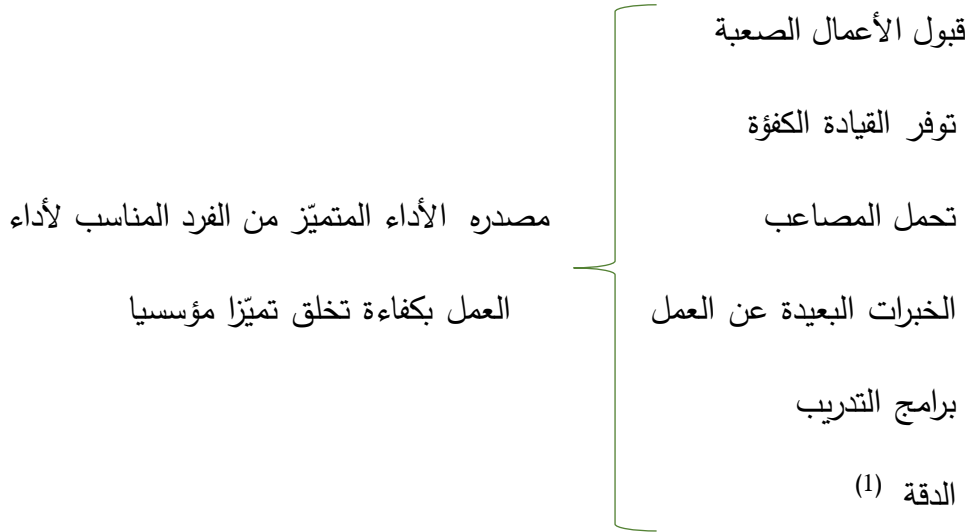 قبول الأعمال الصعبة
توفر القيادة الكفؤة
تحمل المصاعب
الخبرات البعيدة عن العمل
برامج التدريب
الدقة (1)
مصدره الأداء المتميّز من الفرد المناسب لأداء
العمل بكفاءة تخلق تميّزا مؤسسيا